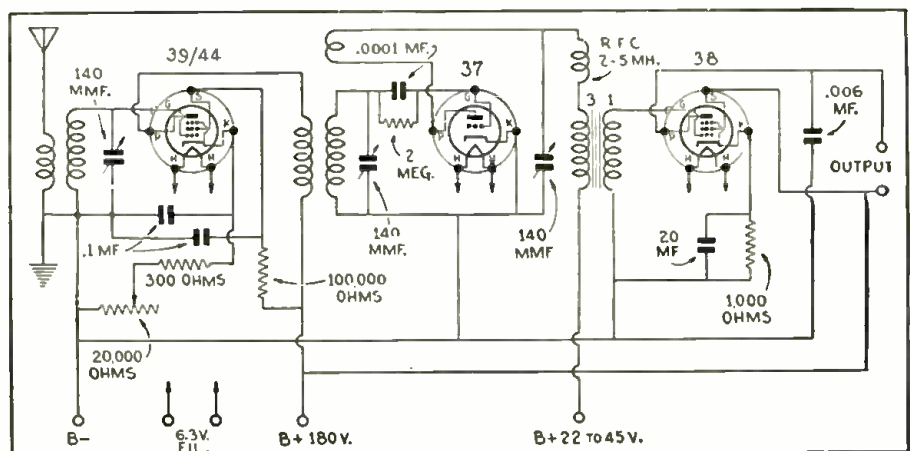 39/44
.0001 MF.
37
RFC
2-5 MH.
38
140
MMF.
.006
MF.
3 1
G
S
P
K
H H
G
P
K
H H
G
S
P
K
H H
2
MEG.
OUTPUT
.1 MF
300 OHMS
140
MMF.
140
MMF
20
MF
100,000
OHMS
1,000
OHMS
20,000
OHMS
B-
6.3V.
FIL.
B+ 180 V.
B+ 22 TO 45 V.